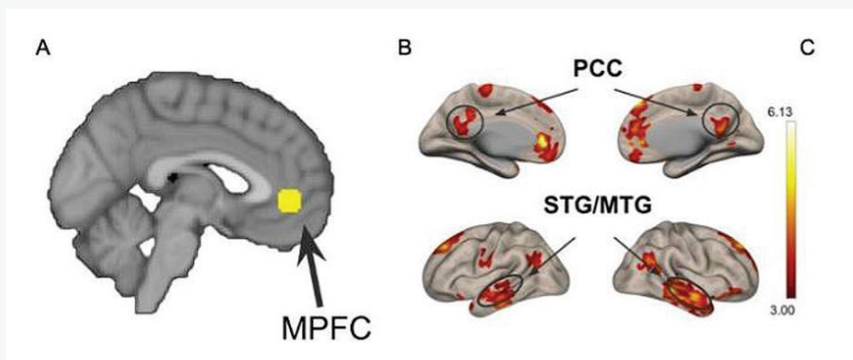 A
MPFC
B
PCC
STG/MTG
C
6.13
3.00